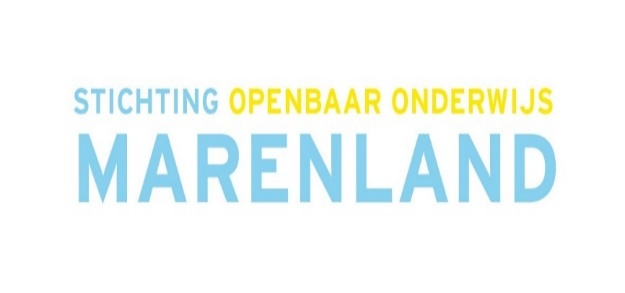 STICHTING OPENBAAR ONDERWIJS
MARENLAND